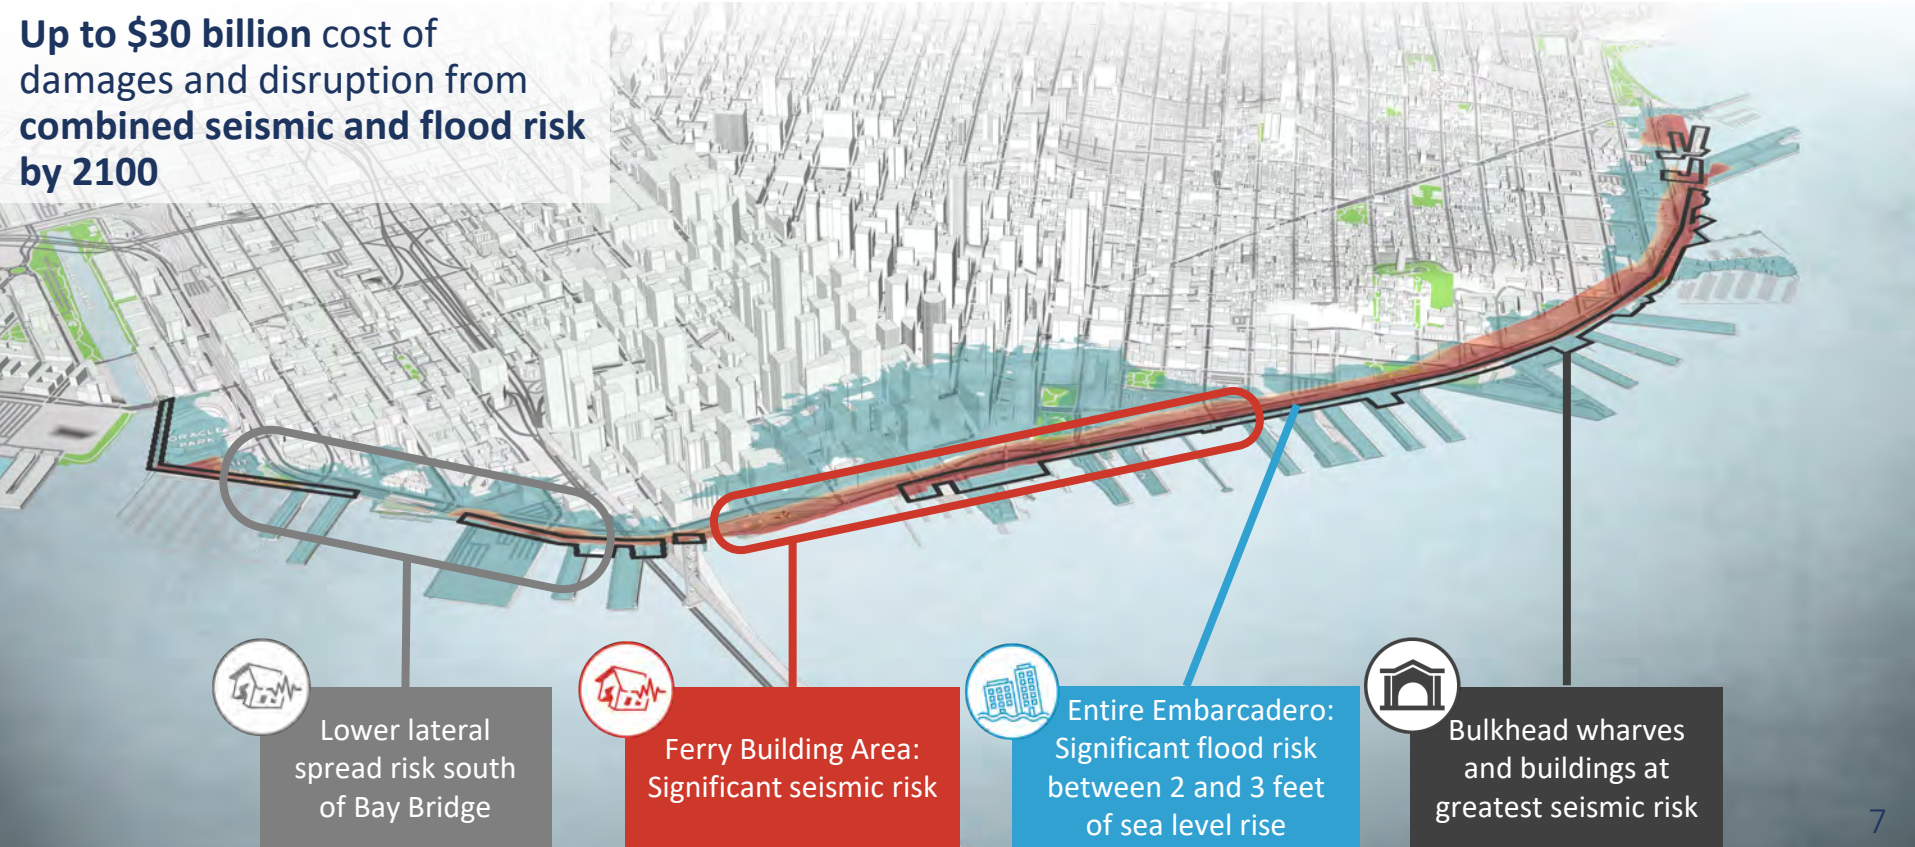 Up to $30 billion cost of
damages and disruption from
combined seismic and flood risk
by 2100
ORACLE
PARK
Lower lateral
spread risk south
of Bay Bridge
Ferry Building Area:
Significant seismic risk
Entire Embarcadero:
Significant flood risk
between 2 and 3 feet
of sea level rise
Bulkhead wharves
and buildings at
greatest seismic risk
7